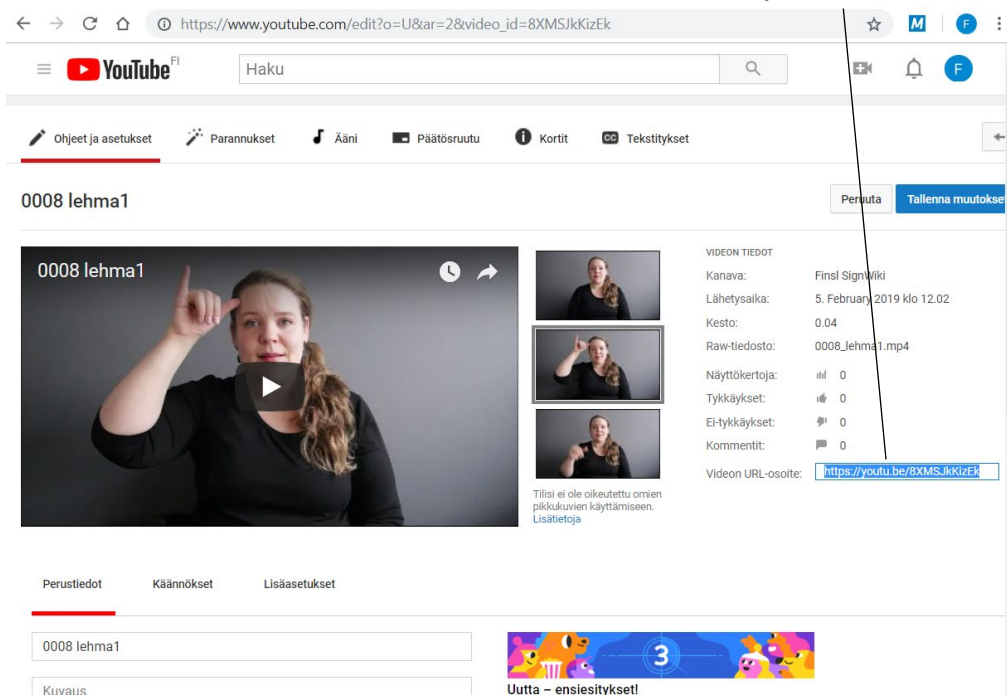 https://www.youtube.com/edit?o=U&ar=2&video_id=8XMSJkKizEk
M
F
YouTube FI
Haku
F
Ohjeet ja asetukset
Parannukset
Ääni
Päätösruutu
Kortit
CC Tekstitykset
0008 lehma1
Peruuta
Tallenna muutokset
0008 lehma1
VIDEON TIEDOT
Kanava: Finsl SignWiki
Lähetysaika: 5. February 2019 klo 12.02
Kesto: 0.04
Raw-tiedosto: 0008_lehma1.mp4
Näyttökertoja: 0
Tykkäykset: 0
Ei-tykkäykset: 0
Kommentit: 0
Videon URL-osoite: https://youtu.be/8XMSJkKizEk
Tilisi ei ole oikeutettu omien
pikkukuvien käyttämiseen.
Lisätietoja
Perustiedot
Käännökset
Lisäasetukset
0008 lehma1
Kuvaus
3
Uutta – ensiesitykset!